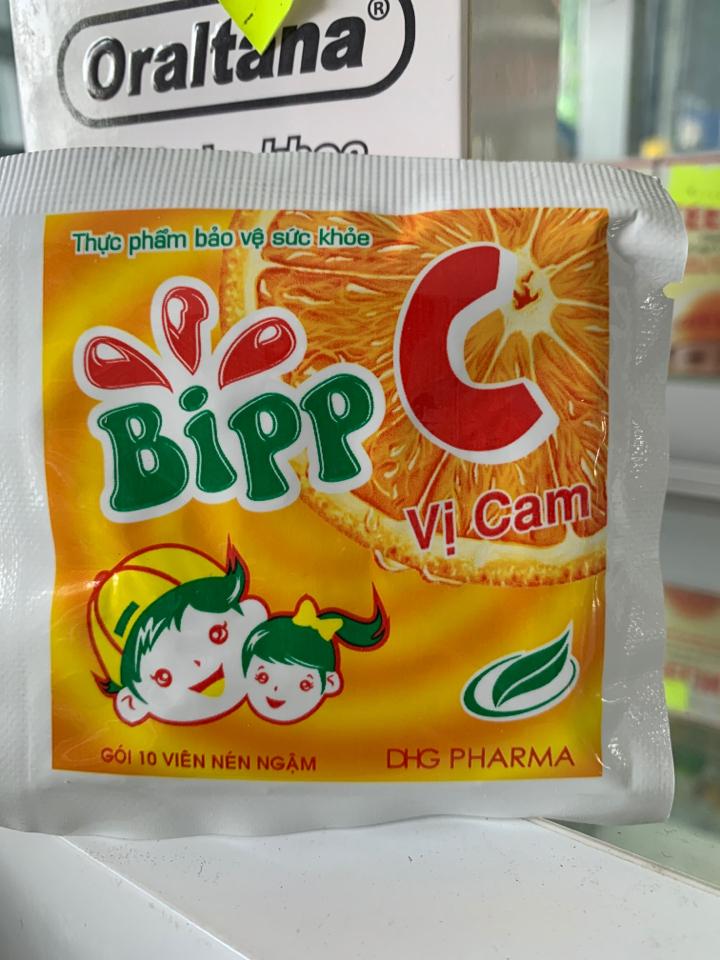 Oraltana®
Thực phẩm bảo vệ sức khỏe
Bipp C
Vị Cam
GÓI 10 VIÊN NÉN NGẬM
DHG PHARMA